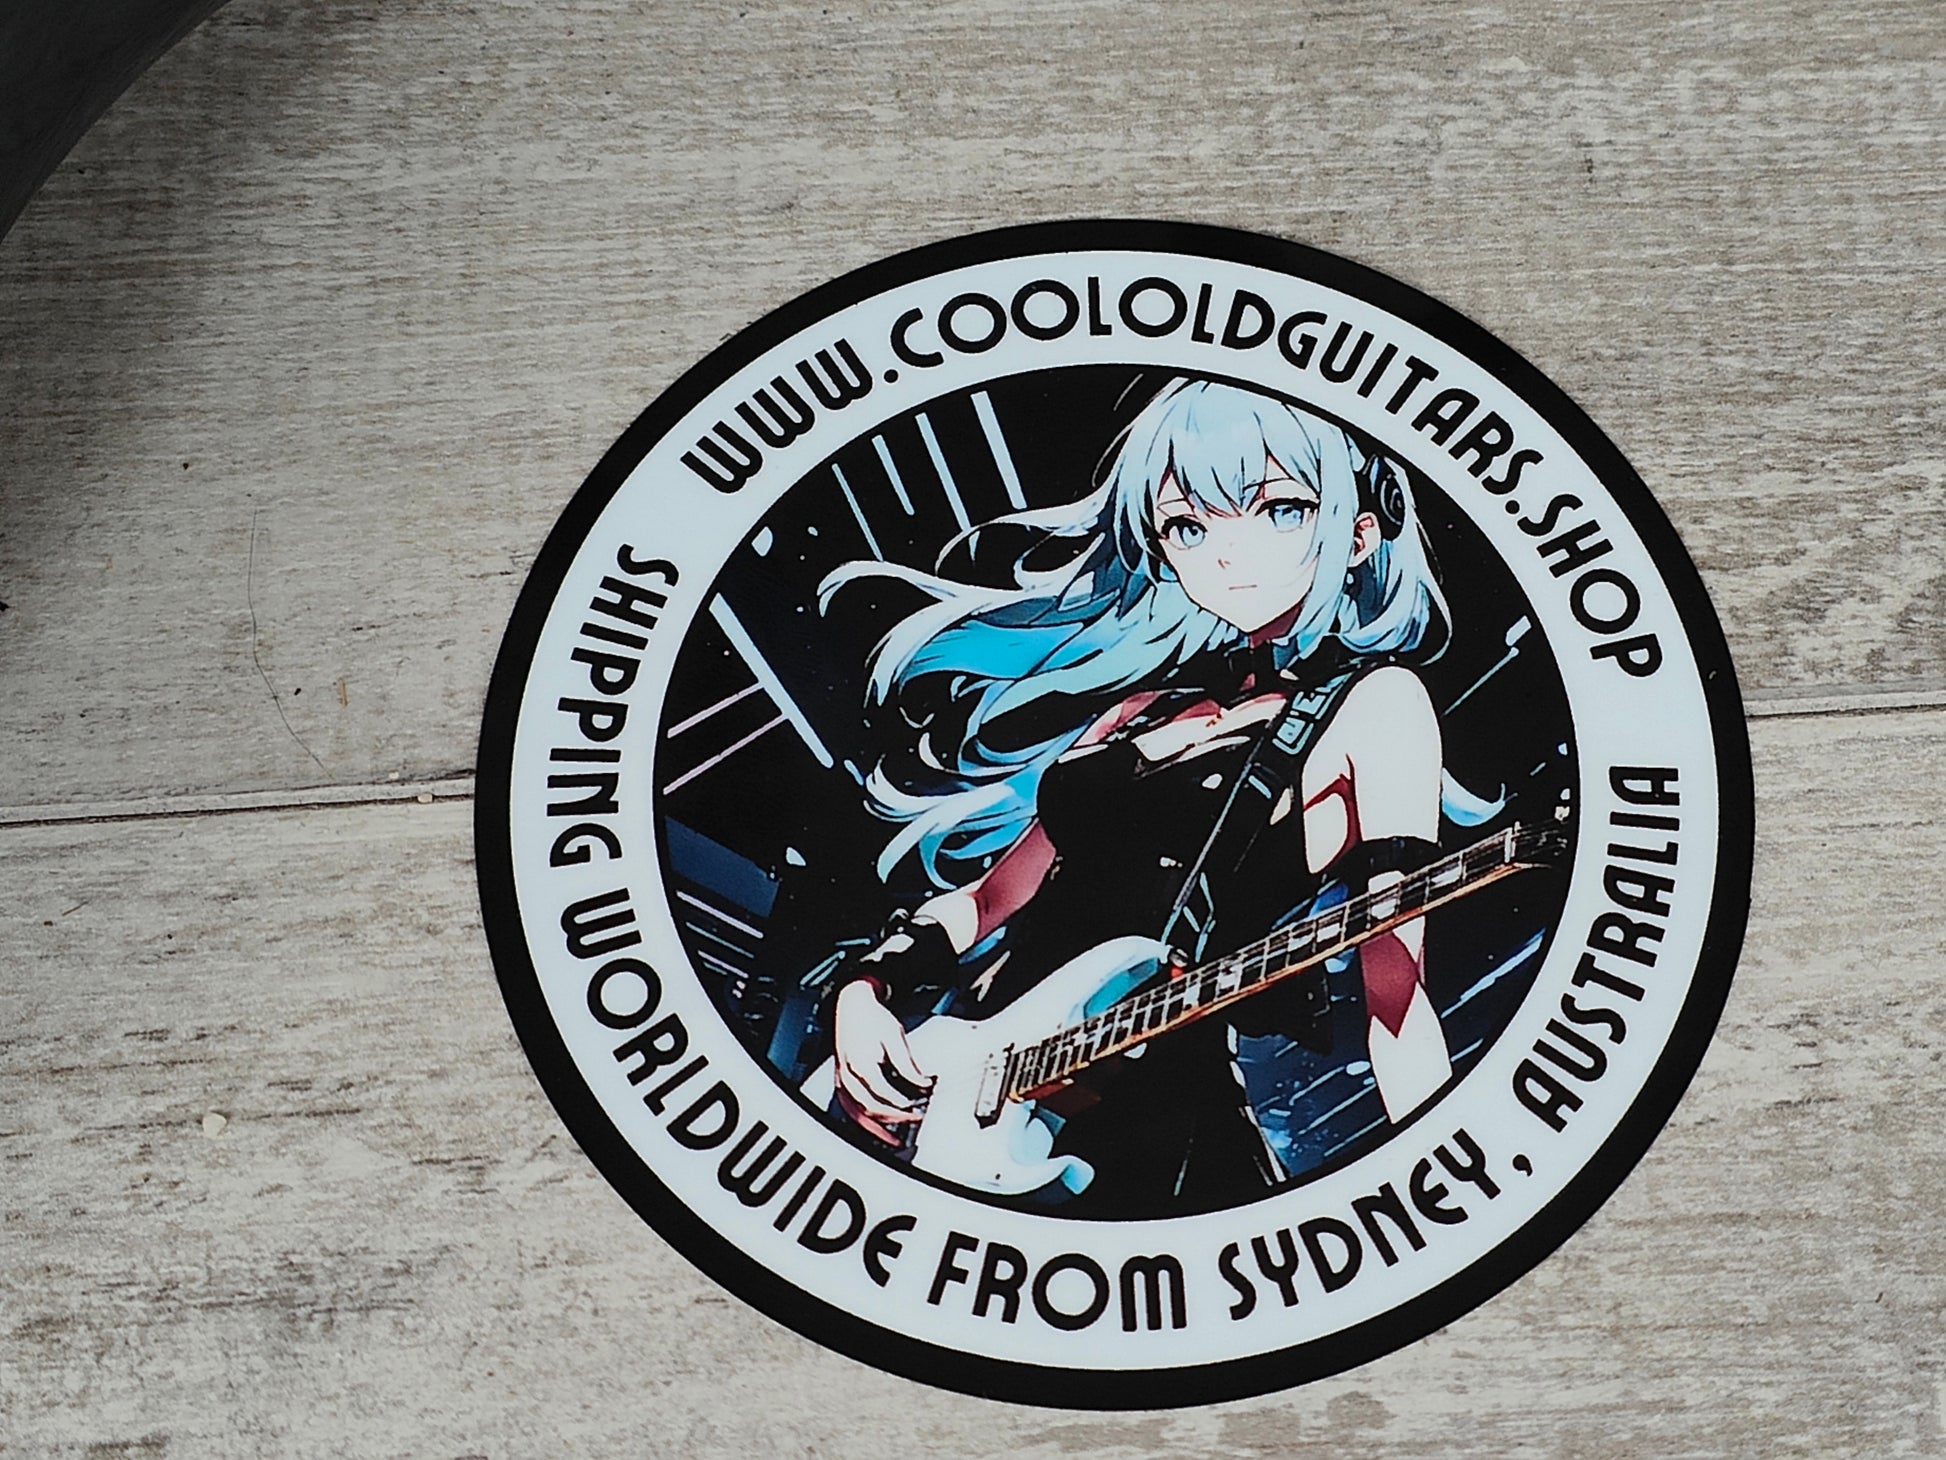 WWW.COOLOLDGUITARS.SHOP
SHIPPING WORLDWIDE FROM SYDNEY, AUSTRALIA